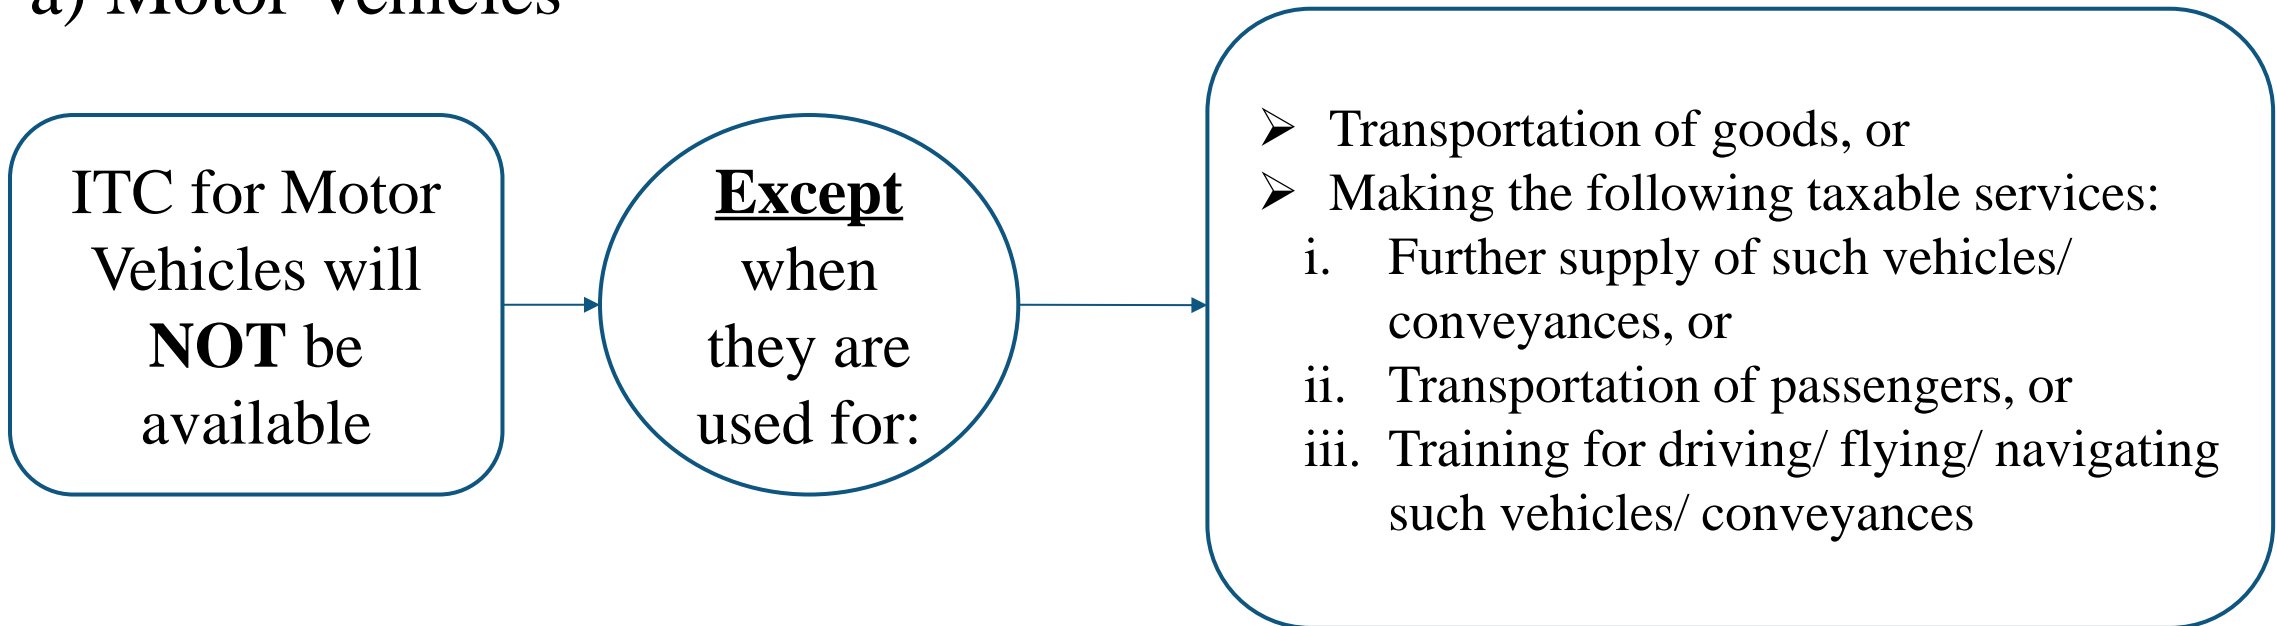 a) Motor Vehicles
ITC for Motor
Vehicles will
NOT be
available
Except
when
they are
used for:
➢ Transportation of goods, or
➢ Making the following taxable services:
i. Further supply of such vehicles/
conveyances, or
ii. Transportation of passengers, or
iii. Training for driving/ flying/ navigating
such vehicles/ conveyances